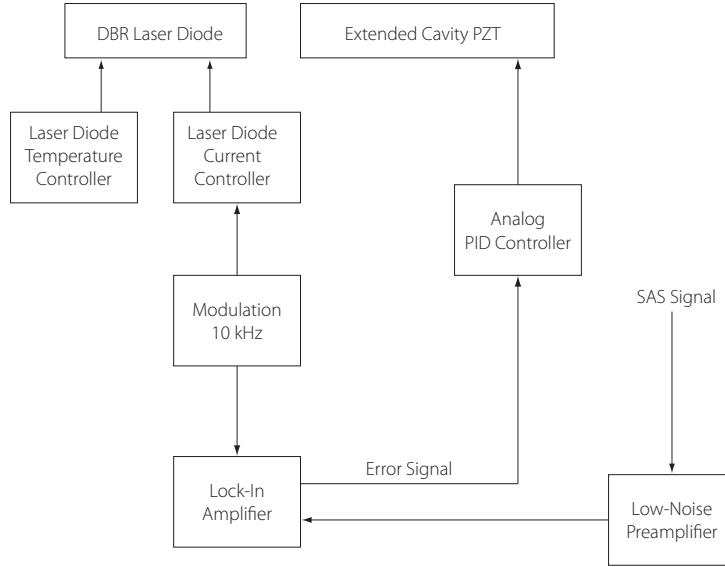 DBR Laser Diode
Extended Cavity PZT
Laser Diode
Temperature
Controller
Laser Diode
Current
Controller
Analog
PID Controller
Modulation
10 kHz
SAS Signal
Error Signal
Lock-In
Amplifier
Low-Noise
Preamplifier